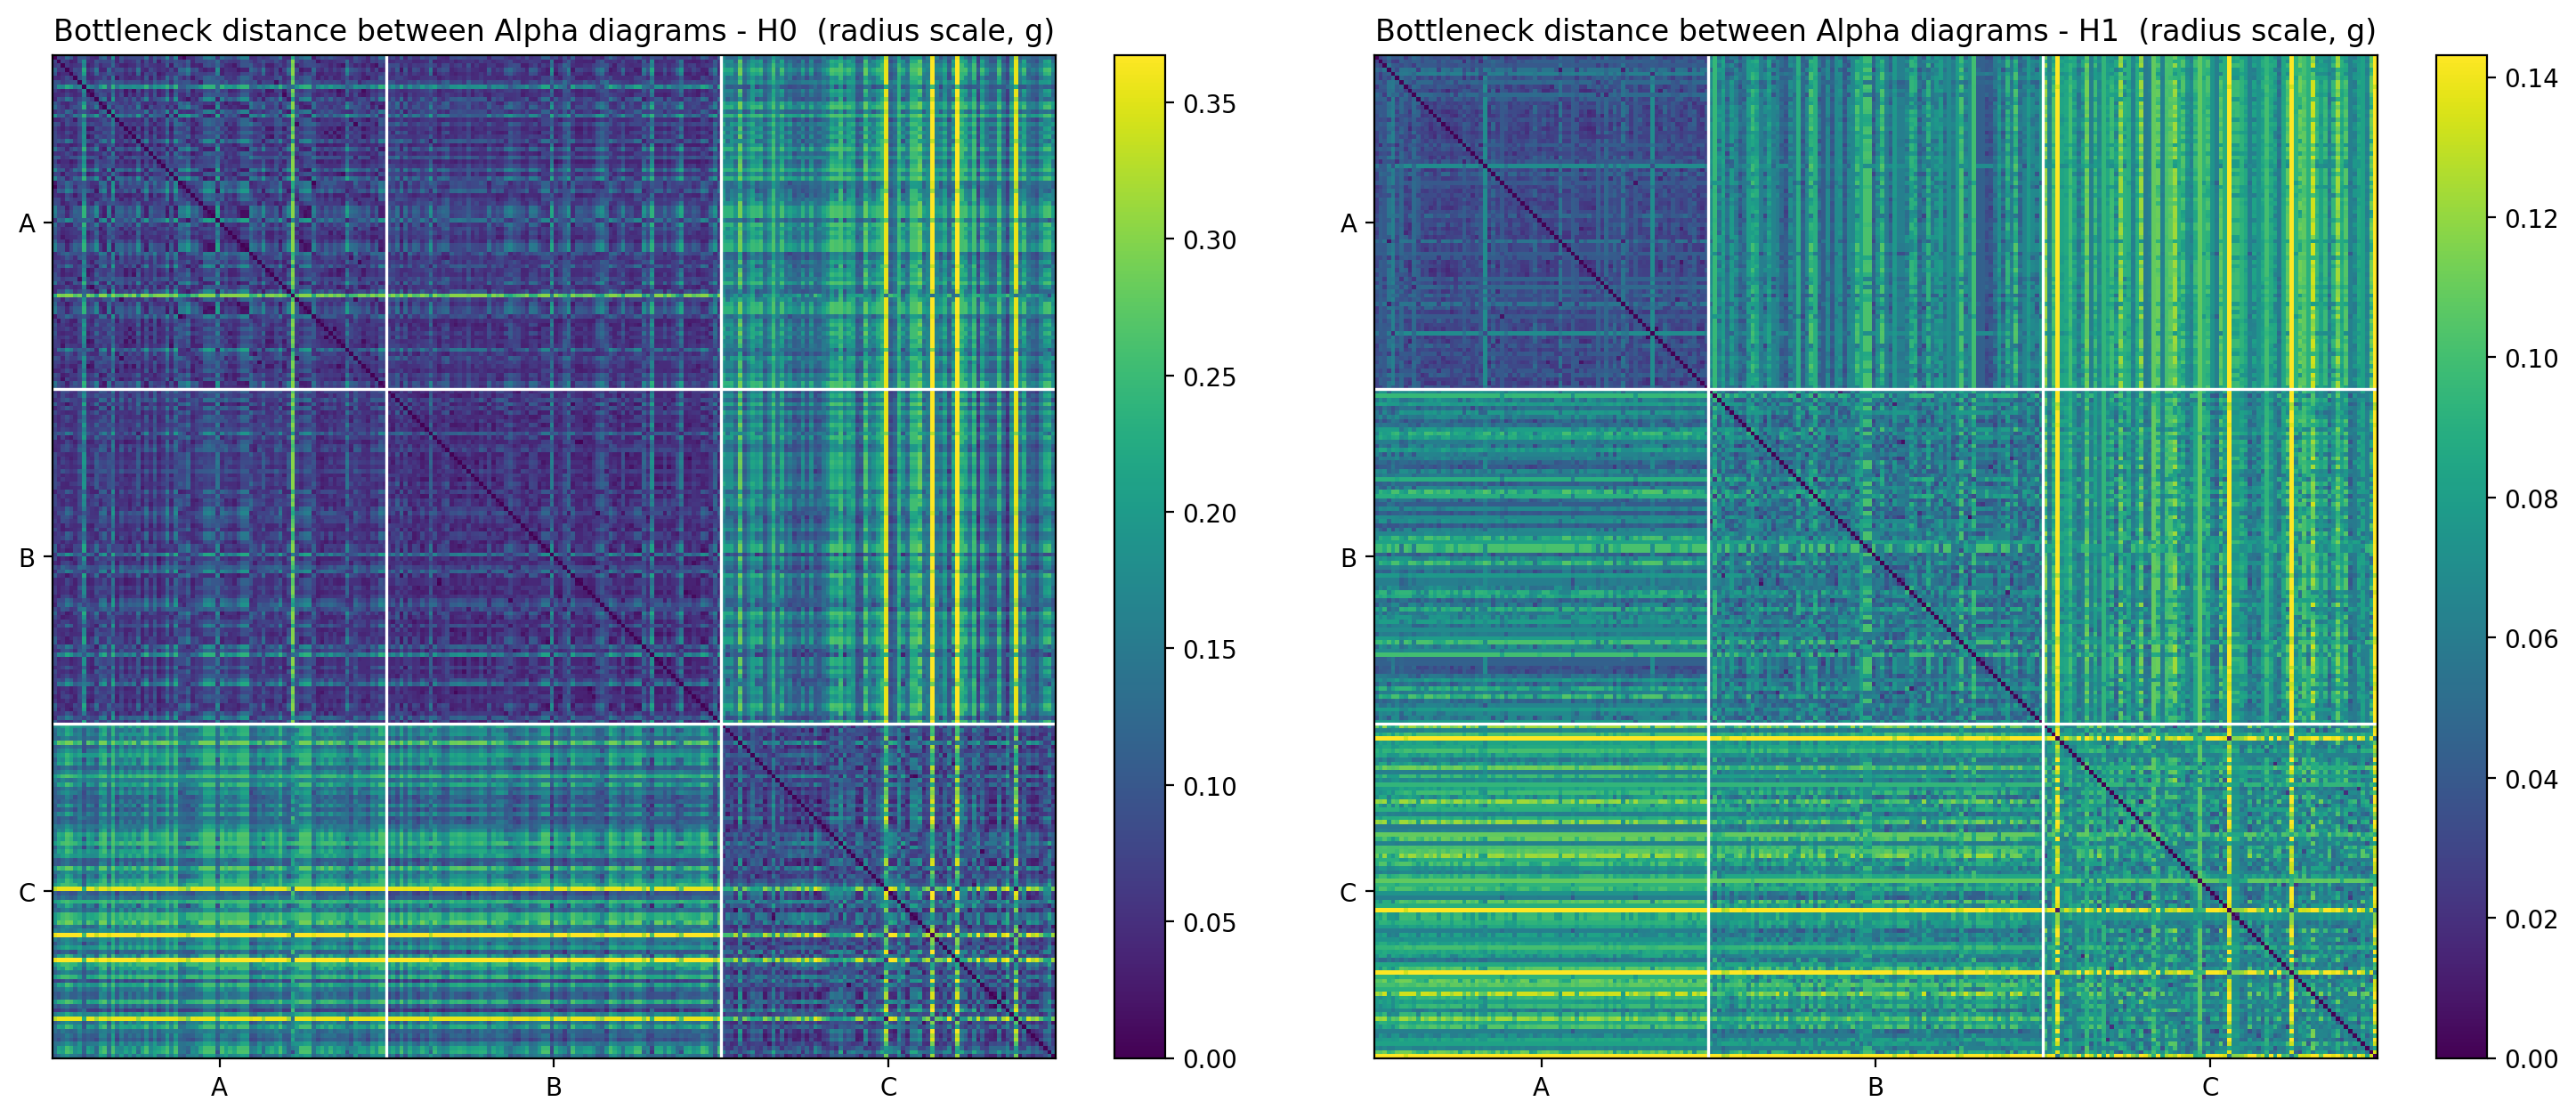 Bottleneck distance between Alpha diagrams - H0  (radius scale, g)
A
B
C
A
B
C
0.35
0.30
0.25
0.20
0.15
0.10
0.05
0.00
Bottleneck distance between Alpha diagrams - H1  (radius scale, g)
A
B
C
A
B
C
0.14
0.12
0.10
0.08
0.06
0.04
0.02
0.00